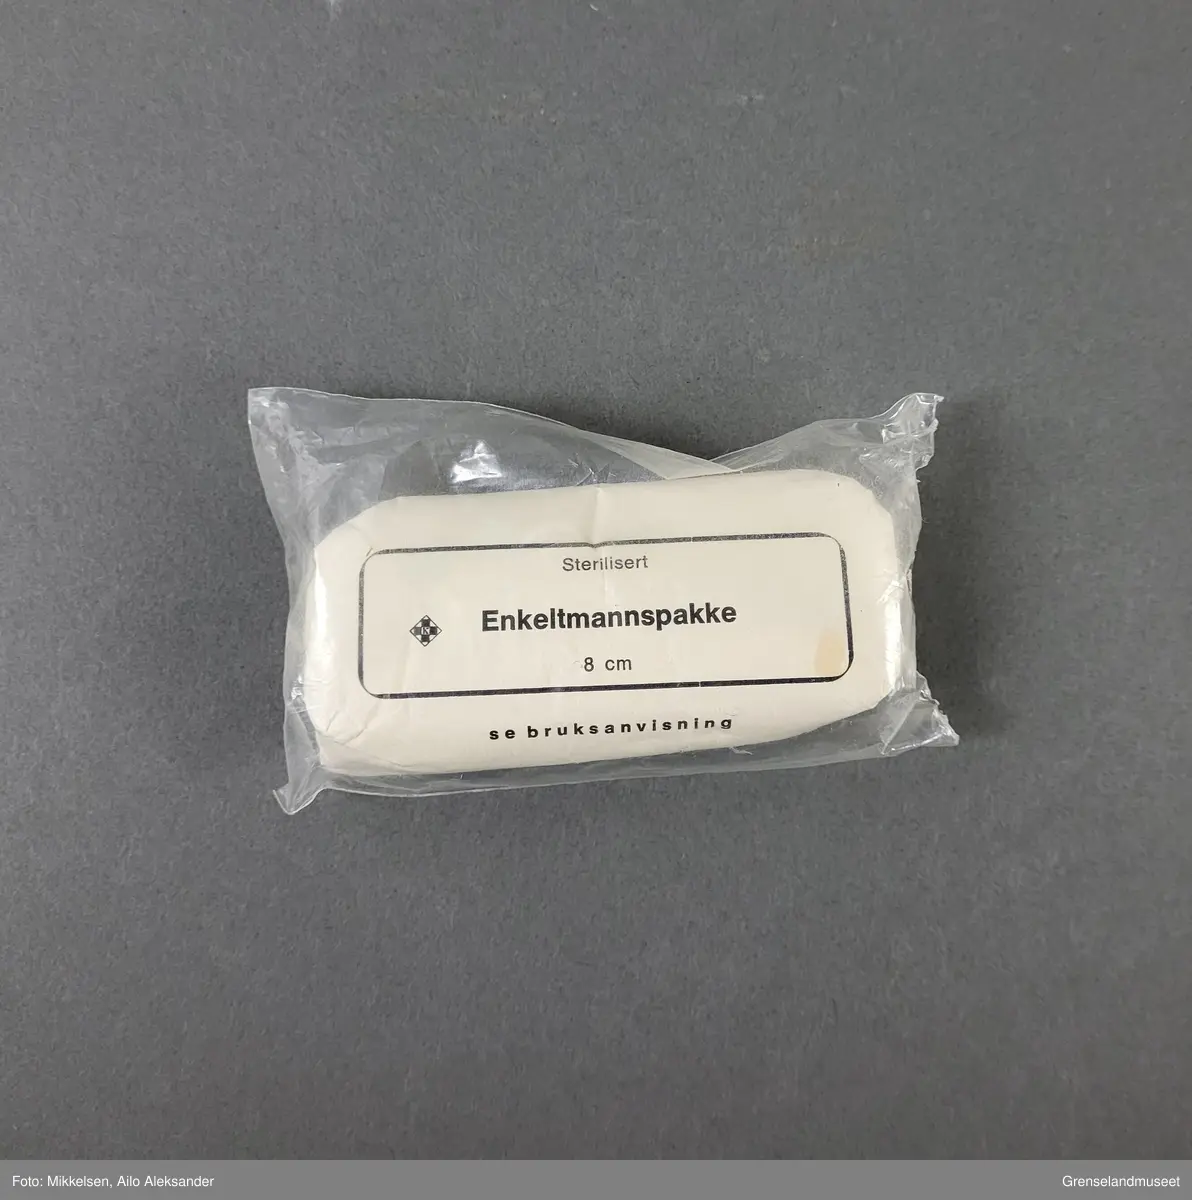 Sterilisert
Enkeltmannspakke
8 cm
se bruksanvisning
Foto: Mikkelsen, Ailo Aleksander
Grenselandmuseet